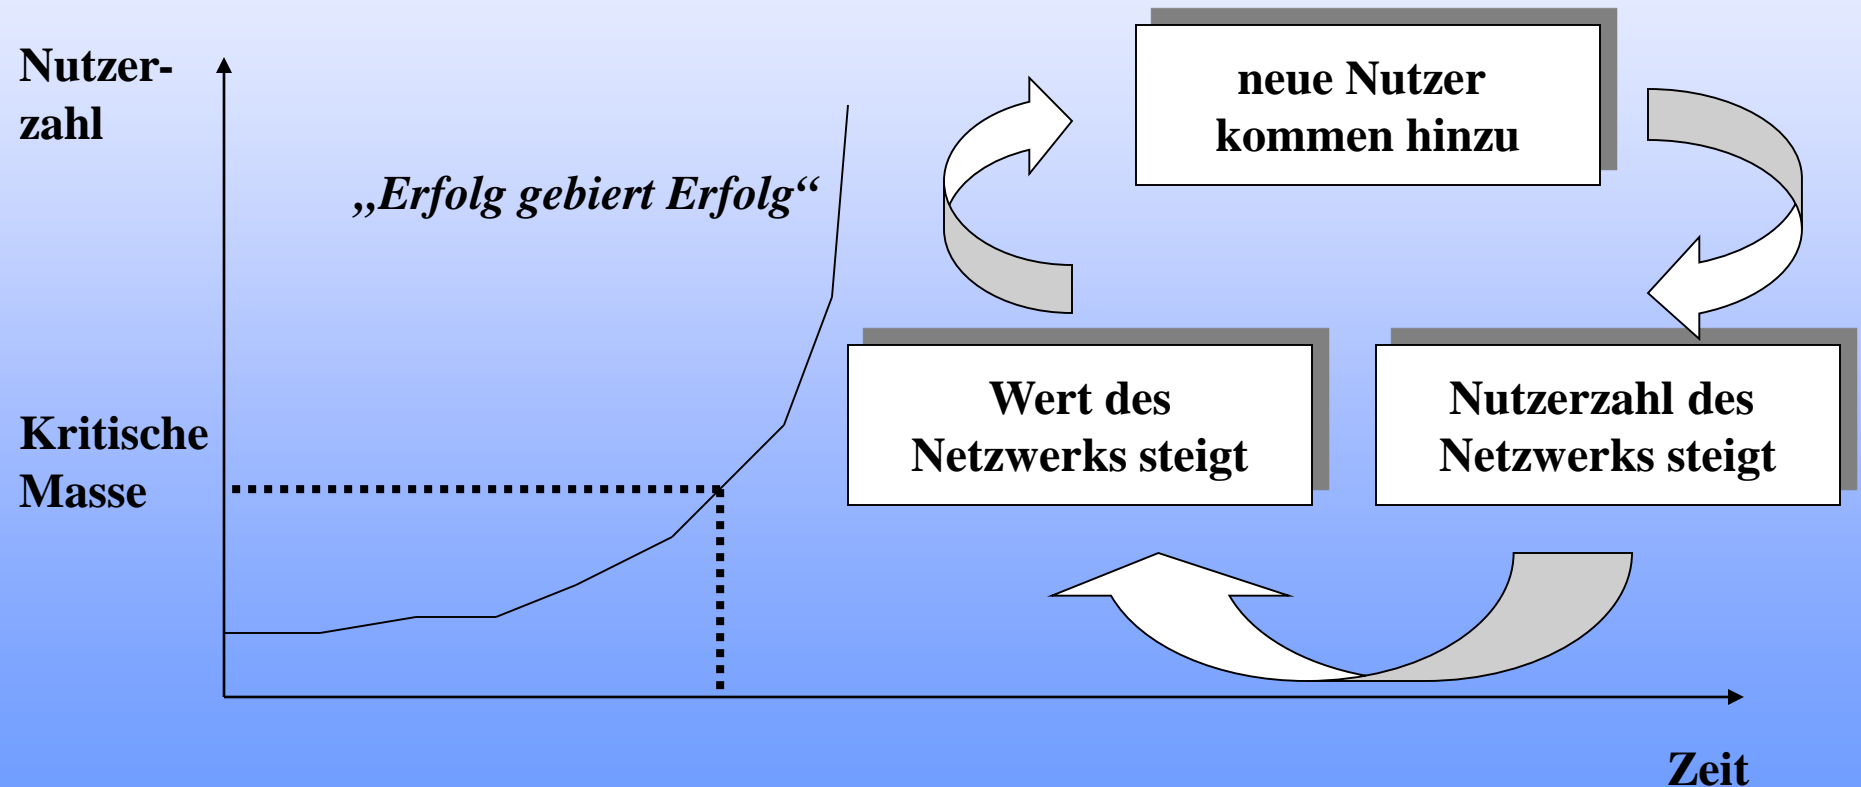 Nutzer-
zahl
„Erfolg gebiert Erfolg“
Kritische
Masse
neue Nutzer
kommen hinzu
Wert des
Netzwerks steigt
Nutzerzahl des
Netzwerks steigt
Zeit